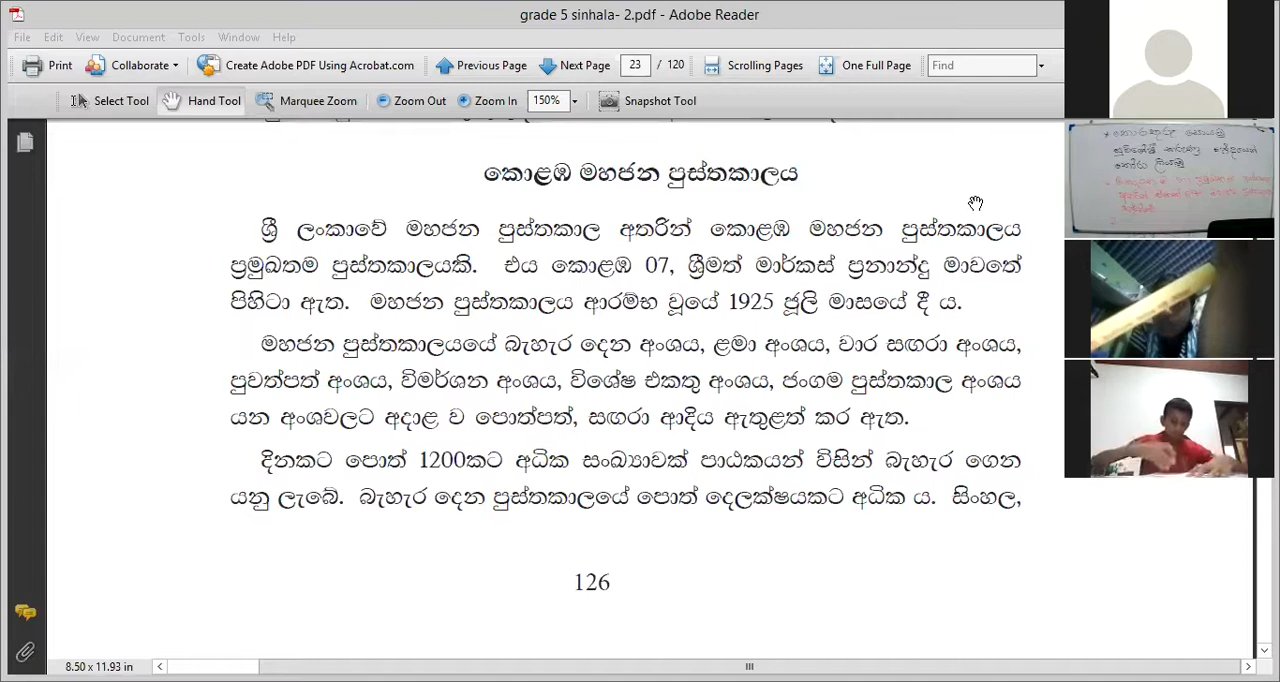 grade 5 sinhala- 2.pdf - Adobe Reader
File Edit View Document Tools Window Help
Print Collaborate Create Adobe PDF Using Acrobat.com Previous Page Next Page 23 / 120 Scrolling Pages One Full Page Find
Select Tool Hand Tool Marquee Zoom Zoom Out Zoom In 150% Snapshot Tool
කොළඹ මහජන පුස්තකාලය
ශ්‍රී ලංකාවේ මහජන පුස්තකාල අතරින් කොළඹ මහජන පුස්තකාලය
ප්‍රමුඛතම පුස්තකාලයකි. එය කොළඹ 07, ශ්‍රීමත් මාර්කස් ප්‍රනාන්දු මාවතේ
පිහිටා ඇත. මහජන පුස්තකාලය ආරම්භ වූයේ 1925 ජූලි මාසයේ දී ය.
මහජන පුස්තකාලයයේ බැහැර දෙන අංශය, ළමා අංශය, වාර සඟරා අංශය,
පුවත්පත් අංශය, විමර්ශන අංශය, විශේෂ එකතු අංශය, ජංගම පුස්තකාල අංශය
යන අංශවලට අදාළ ව පොත්පත්, සඟරා ආදිය ඇතුළත් කර ඇත.
දිනකට පොත් 1200කට අධික සංඛ්‍යාවක් පාඨකයන් විසින් බැහැර ගෙන
යනු ලැබේ. බැහැර දෙන පුස්තකාලයේ පොත් දෙලක්ෂයකට අධික ය. සිංහල,
126
8.50 x 11.93 in